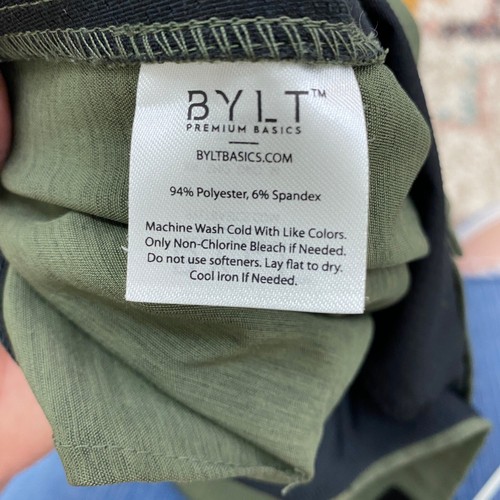 BYLT™
PREMIUM BASICS
BYLTBASICS.COM
94% Polyester, 6% Spandex
Machine Wash Cold With Like Colors.
Only Non-Chlorine Bleach if Needed.
Do not use softeners. Lay flat to dry.
Cool Iron If Needed.